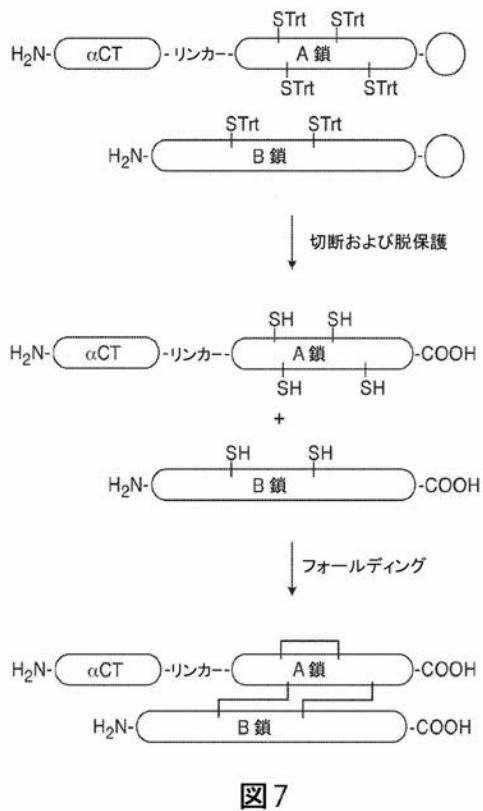 STrt STrt
H₂N- αCT -リンカー- A 鎖
STrt STrt
STrt STrt
H₂N- B 鎖
切断および脱保護
SH SH
H₂N- αCT -リンカー- A 鎖 -COOH
SH SH
+
SH SH
H₂N- B 鎖 -COOH
フォールディング
H₂N- αCT -リンカー- A 鎖 -COOH
H₂N- B 鎖 -COOH
図7